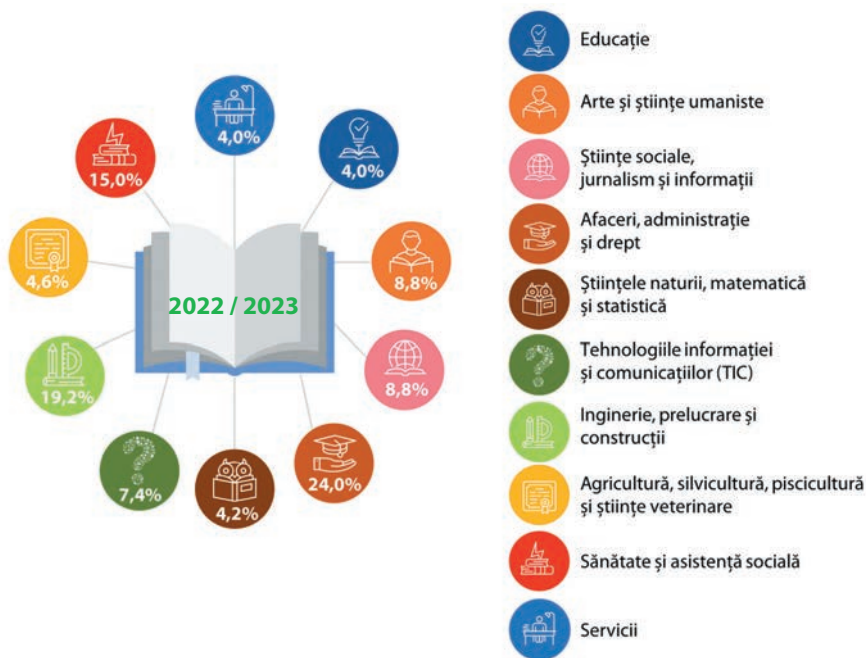 4,0%
4,0%
15,0%
8,8%
4,6%
2022 / 2023
8,8%
19,2%
24,0%
7,4%
4,2%
Educație
Arte și științe umaniste
Științe sociale,
jurnalism și informații
Afaceri, administrație
și drept
Științele naturii, matematică
și statistică
Tehnologiile informației
și comunicațiilor (TIC)
Inginerie, prelucrare și
construcții
Agricultură, silvicultură, piscicultură
și științe veterinare
Sănătate și asistență socială
Servicii